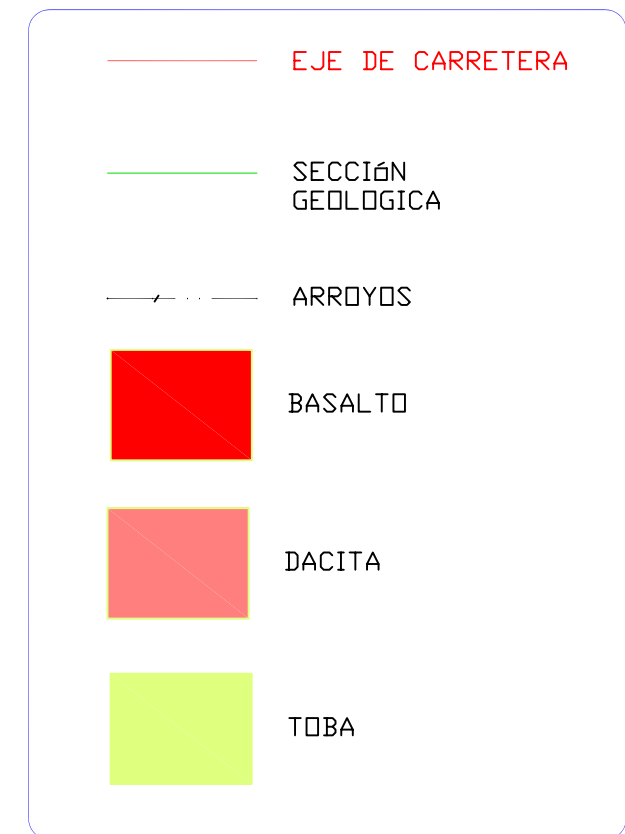 EJE DE CARRETERA
SECCIóN
GEOLOGICA
ARROYOS
BASALTO
DACITA
TOBA